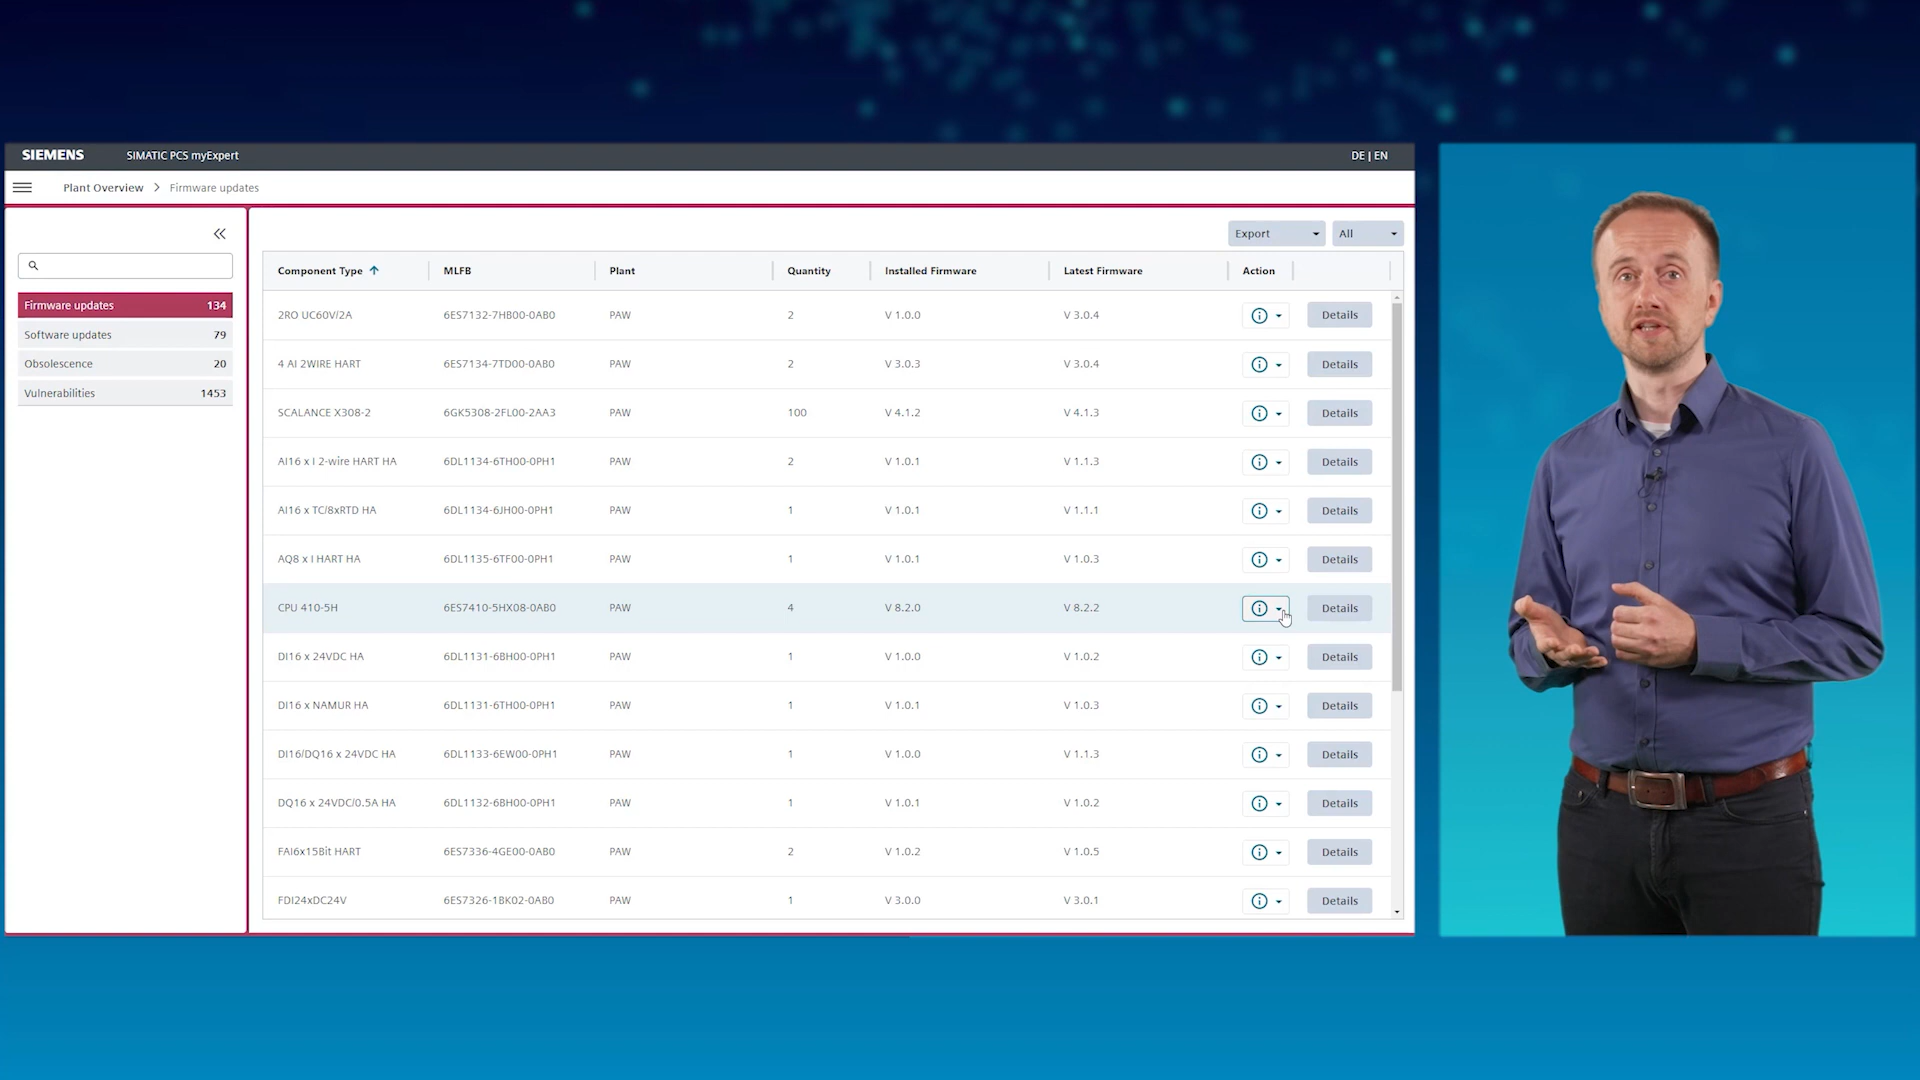 SIEMENS SIMATIC PCS myExpert DE | EN
Plant Overview > Firmware updates
Export All
Firmware updates 134
Software updates 79
Obsolescence 20
Vulnerabilities 1453
Component Type MLFB Plant Quantity Installed Firmware Latest Firmware Action
2RO UC60V/2A 6ES7132-7HB00-0AB0 PAW 2 V 1.0.0 V 3.0.4 Details
4 AI 2WIRE HART 6ES7134-7TD00-0AB0 PAW 2 V 3.0.3 V 3.0.4 Details
SCALANCE X308-2 6GK5308-2FL00-2AA3 PAW 100 V 4.1.2 V 4.1.3 Details
AI16 x I 2-wire HART HA 6DL1134-6TH00-0PH1 PAW 2 V 1.0.1 V 1.1.3 Details
AI16 x TC/8xRTD HA 6DL1134-6JH00-0PH1 PAW 1 V 1.0.1 V 1.1.1 Details
AQ8 x I HART HA 6DL1135-6TF00-0PH1 PAW 1 V 1.0.1 V 1.0.3 Details
CPU 410-5H 6ES7410-5HX08-0AB0 PAW 4 V 8.2.0 V 8.2.2 Details
DI16 x 24VDC HA 6DL1131-6BH00-0PH1 PAW 1 V 1.0.0 V 1.0.2 Details
DI16 x NAMUR HA 6DL1131-6TH00-0PH1 PAW 1 V 1.0.1 V 1.0.3 Details
DI16/DQ16 x 24VDC HA 6DL1133-6EW00-0PH1 PAW 1 V 1.0.0 V 1.1.3 Details
DQ16 x 24VDC/0.5A HA 6DL1132-6BH00-0PH1 PAW 1 V 1.0.1 V 1.0.2 Details
FAI6x15Bit HART 6ES7336-4GE00-0AB0 PAW 2 V 1.0.2 V 1.0.5 Details
FDI24xDC24V 6ES7326-1BK02-0AB0 PAW 1 V 3.0.0 V 3.0.1 Details